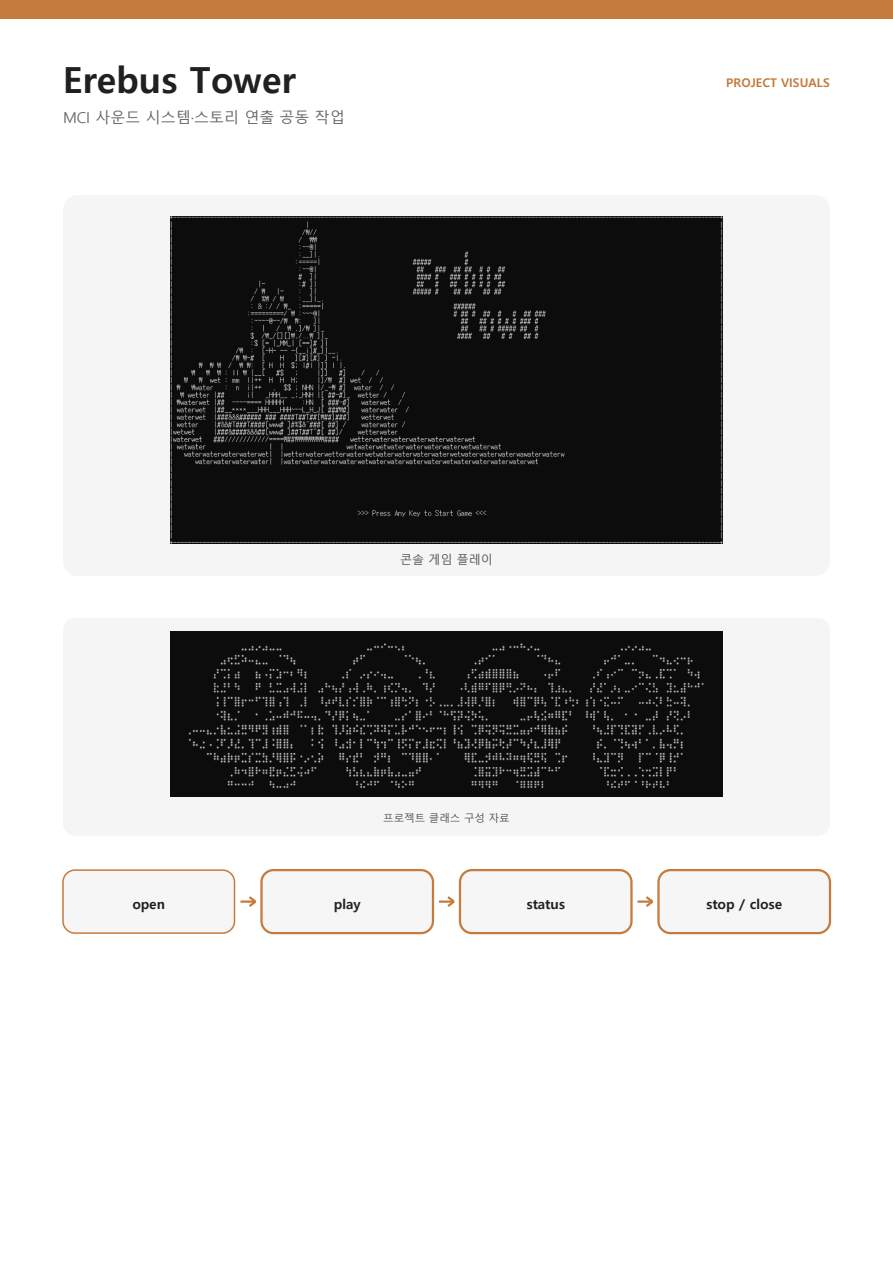 Erebus Tower
PROJECT VISUALS
MCI 사운드 시스템·스토리 연출 공동 작업
>>> Press Any Key to Start Game <<<
콘솔 게임 플레이
프로젝트 클래스 구성 자료
open
play
status
stop / close